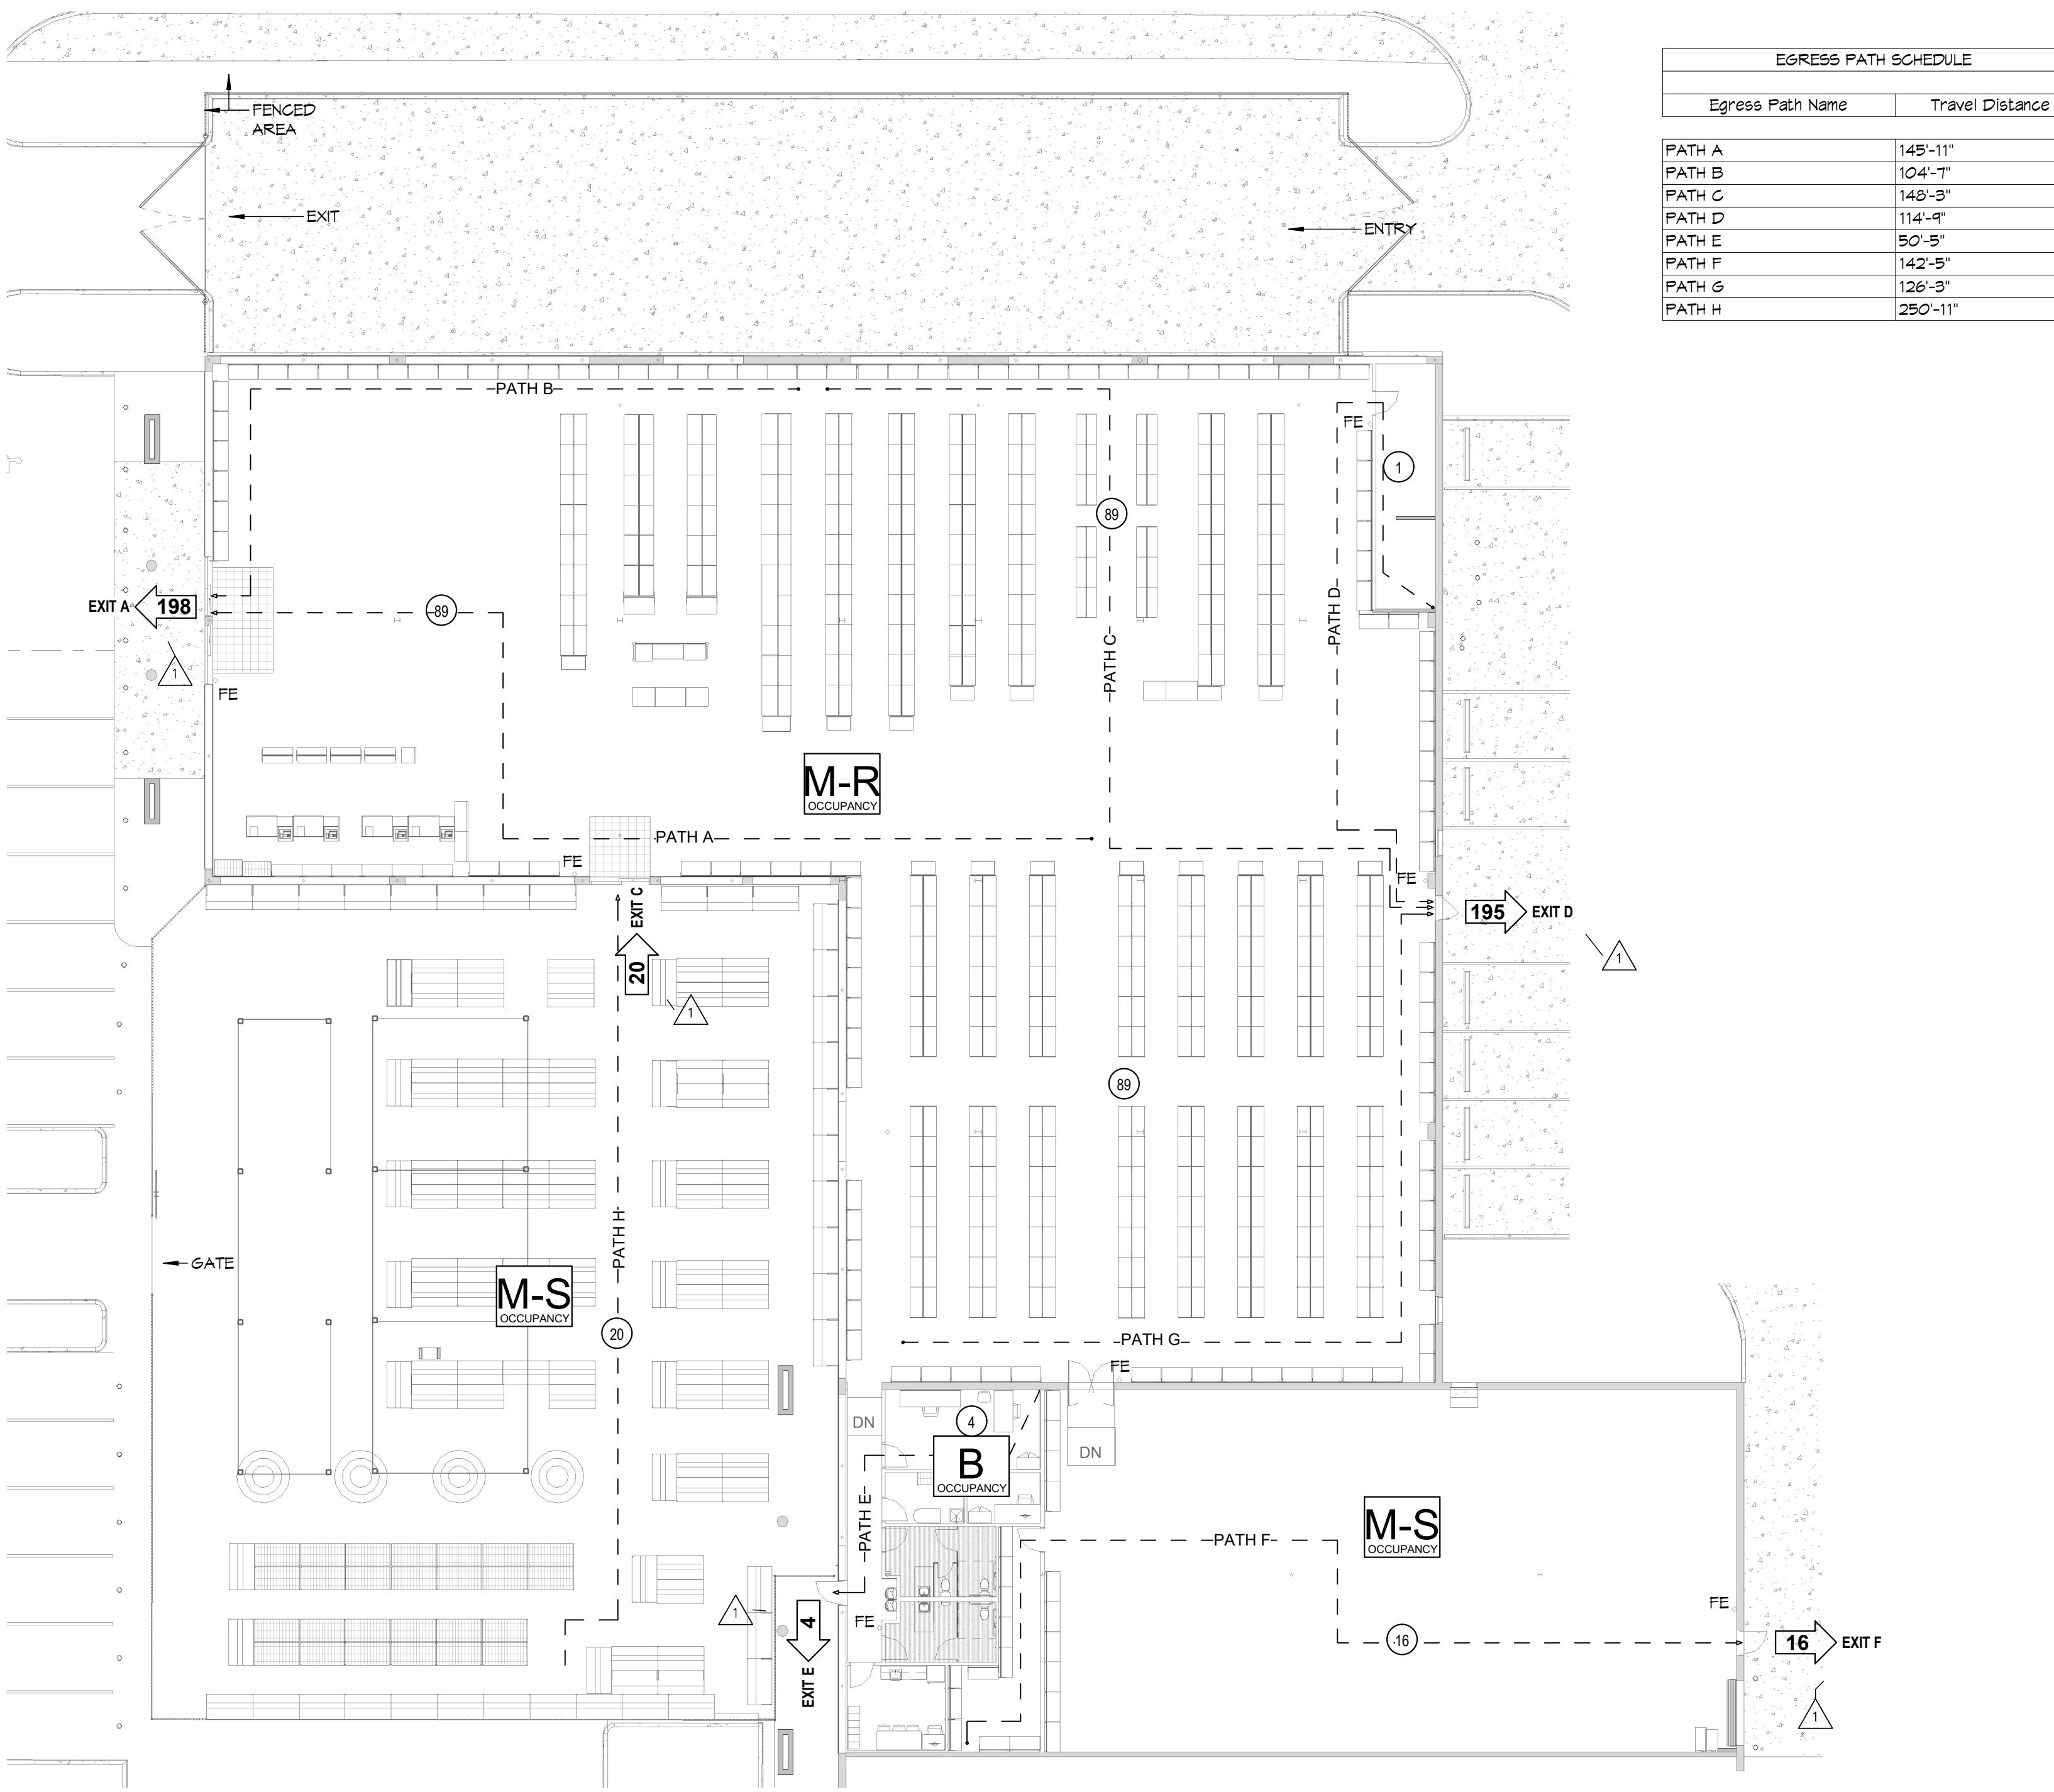 EGRESS PATH SCHEDULE
Egress Path Name Travel Distance
PATH A 145'-11"
PATH B 104'-7"
PATH C 148'-3"
PATH D 114'-9"
PATH E 50'-5"
PATH F 142'-5"
PATH G 126'-3"
PATH H 250'-11"
FENCED
AREA
EXIT
ENTRY
PATH B
FE
1
89
PATH D
EXIT A
198
89
PATH C
1
FE
M-R
OCCUPANCY
PATH A
FE
FE
EXIT C
195
EXIT D
20
1
1
89
PATH H
GATE
M-S
OCCUPANCY
20
PATH G
FE
DN
4
DN
B
OCCUPANCY
PATH E
M-S
OCCUPANCY
PATH F
1
4
FE
FE
16
16
EXIT F
EXIT E
1